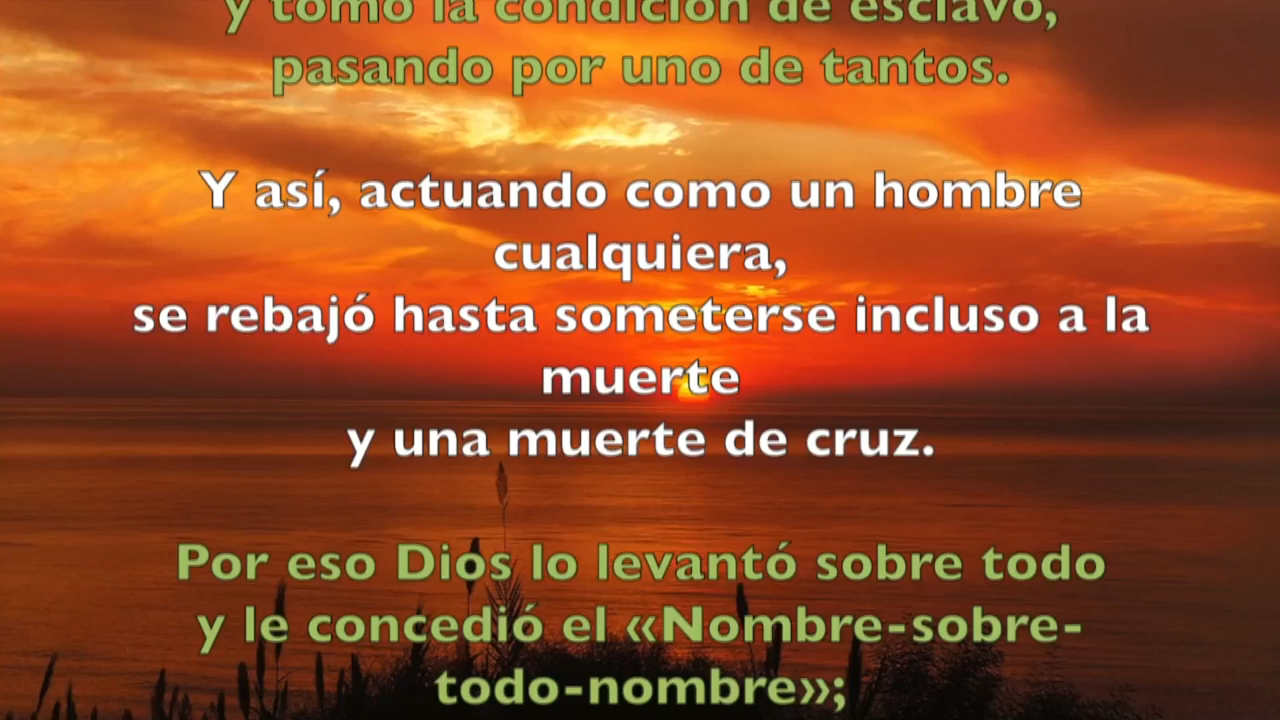 y tomó la condición de esclavo,
pasando por uno de tantos.
Y así, actuando como un hombre
cualquiera,
se rebajó hasta someterse incluso a la
muerte
y una muerte de cruz.
Por eso Dios lo levantó sobre todo
y le concedió el «Nombre-sobre-
todo-nombre»;